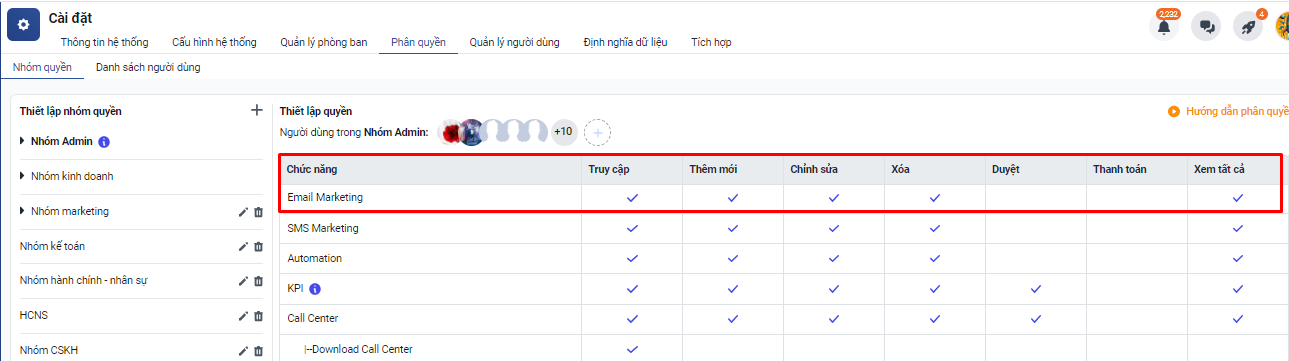 Cài đặt
2,232
4
Thông tin hệ thống Cấu hình hệ thống Quản lý phòng ban Phân quyền Quản lý người dùng Định nghĩa dữ liệu Tích hợp
Nhóm quyền Danh sách người dùng
Thiết lập nhóm quyền
Nhóm Admin
Nhóm kinh doanh
Nhóm marketing
Nhóm kế toán
Nhóm hành chính - nhân sự
HCNS
Nhóm CSKH
Thiết lập quyền
Hướng dẫn phân quyề
Người dùng trong Nhóm Admin: +10
Chức năng Truy cập Thêm mới Chỉnh sửa Xóa Duyệt Thanh toán Xem tất cả
Email Marketing
SMS Marketing
Automation
KPI
Call Center
|--Download Call Center